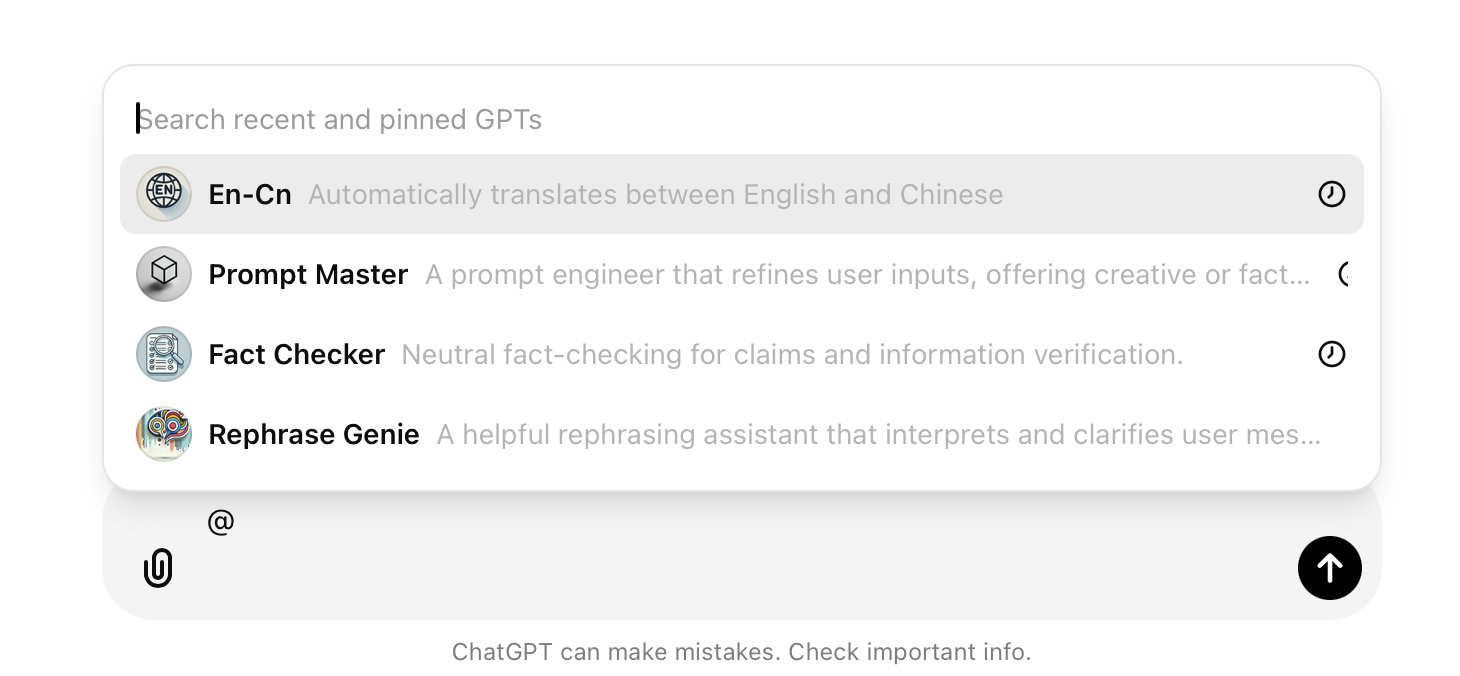 Search recent and pinned GPTs
EN
En-Cn Automatically translates between English and Chinese
Prompt Master A prompt engineer that refines user inputs, offering creative or fact...
Fact Checker Neutral fact-checking for claims and information verification.
Rephrase Genie A helpful rephrasing assistant that interprets and clarifies user mes...
@
ChatGPT can make mistakes. Check important info.